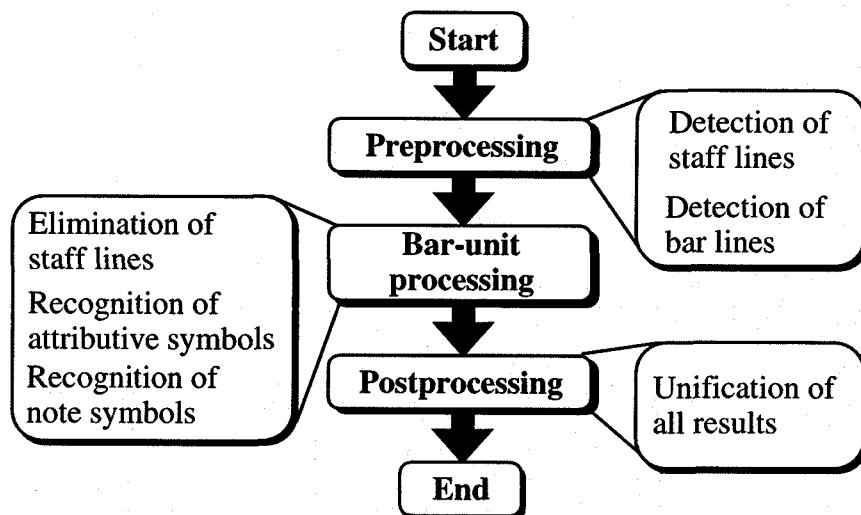 Start
Preprocessing
Detection of
staff lines
Detection of
bar lines
Bar-unit
processing
Elimination of
staff lines
Recognition of
attributive symbols
Recognition of
note symbols
Postprocessing
Unification of
all results
End